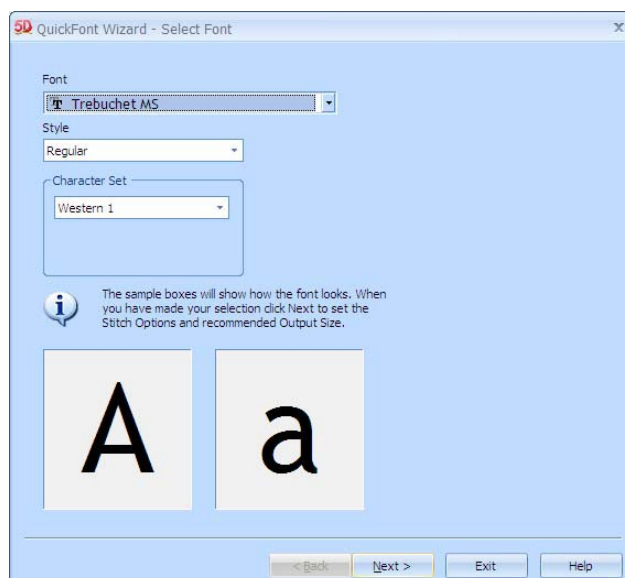 5D QuickFont Wizard - Select Font
x
Font
T Trebuchet MS
Style
Regular
Character Set
Western 1
i
The sample boxes will show how the font looks. When
you have made your selection click Next to set the
Stitch Options and recommended Output Size.
A a
< Back Next > Exit Help